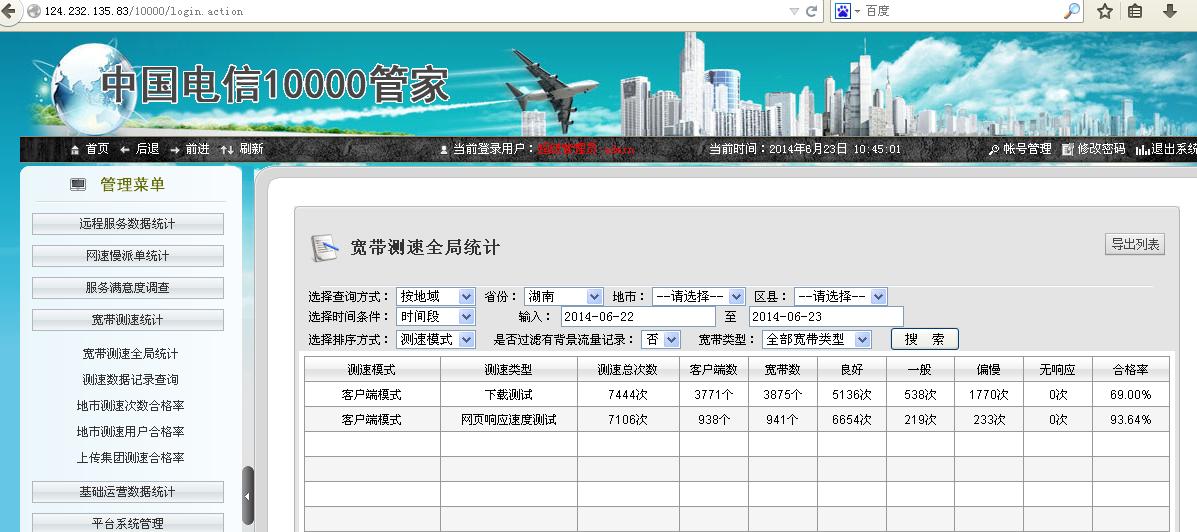 124.232.135.83/10000/login.action
百度
中国电信10000管家
首页 后退 前进 刷新 当前登录用户： 当前时间：2014年6月23日 10:45:01 帐号管理 修改密码 退出系统
管理菜单
远程服务数据统计
网速慢派单统计
服务满意度调查
宽带测速统计
宽带测速全局统计
测速数据记录查询
地市测速次数合格率
地市测速用户合格率
上传集团测速合格率
基础运营数据统计
平台系统管理
宽带测速全局统计 导出列表
选择查询方式： 按地域 省份： 湖南 地市： --请选择-- 区县： --请选择--
选择时间条件： 时间段 输入： 2014-06-22 至 2014-06-23
选择排序方式： 测速模式 是否过滤有背景流量记录： 否 宽带类型： 全部宽带类型 搜 索
测速模式 测速类型 测速总次数 客户端数 宽带数 良好 一般 偏慢 无响应 合格率
客户端模式 下载测试 7444次 3771个 3875个 5136次 538次 1770次 0次 69.00%
客户端模式 网页响应速度测试 7106次 938个 941个 6654次 219次 233次 0次 93.64%